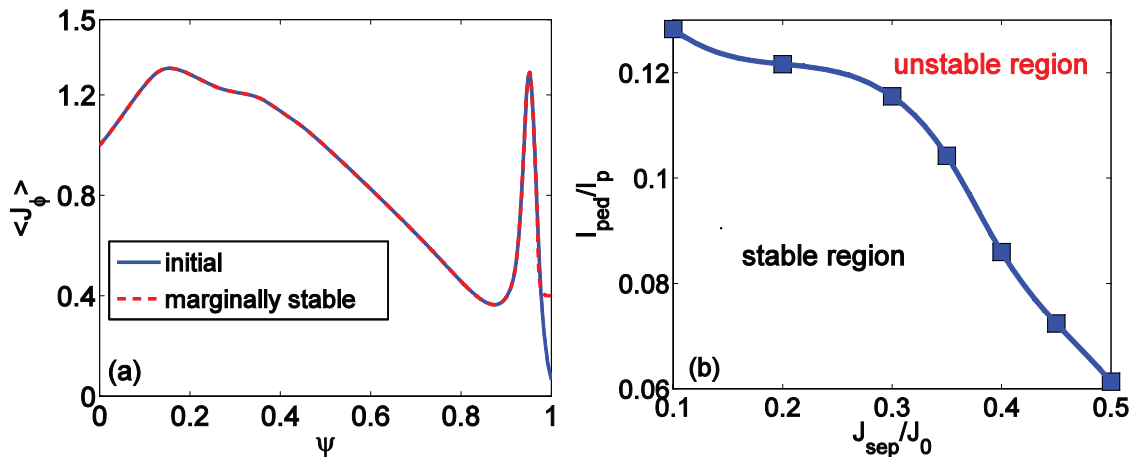 1.5
1.2
0.8
0.4
0
<J_ϕ>
initial
marginally stable
(a)
0 0.2 0.4 0.6 0.8 1
Ψ
0.12
0.1
0.08
0.06
I_ped/I_p
unstable region
stable region
(b)
0.1 0.2 0.3 0.4 0.5
J_sep/J_0